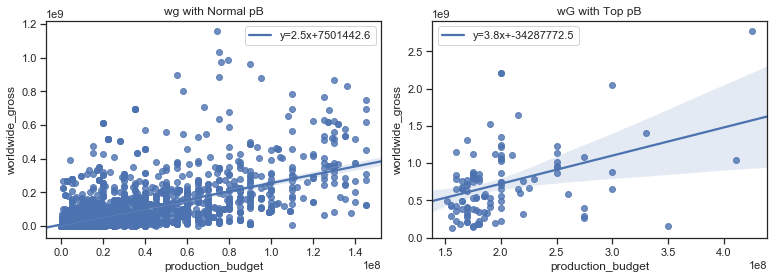 wg with Normal pB
1e9
y=2.5x+7501442.6
worldwide_gross
1.2
1.0
0.8
0.6
0.4
0.2
0.0
0.0 0.2 0.4 0.6 0.8 1.0 1.2 1.4
1e8
production_budget
wG with Top pB
1e9
y=3.8x+-34287772.5
worldwide_gross
2.5
2.0
1.5
1.0
0.5
0.0
1.5 2.0 2.5 3.0 3.5 4.0
1e8
production_budget